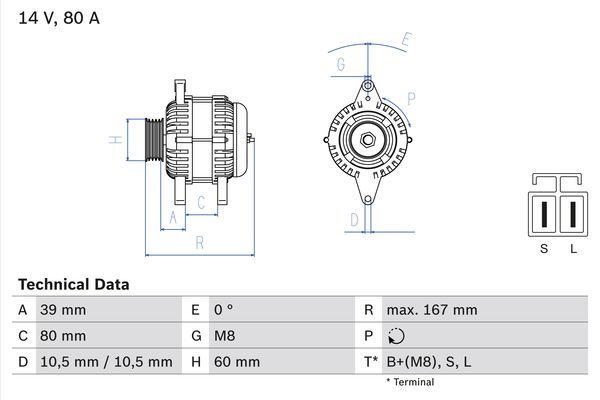 14 V, 80 A
E
G
P
H
A
C
D
R
S L
Technical Data
A 39 mm E 0 ° R max. 167 mm
C 80 mm G M8 P
D 10,5 mm / 10,5 mm H 60 mm T* B+(M8), S, L
* Terminal